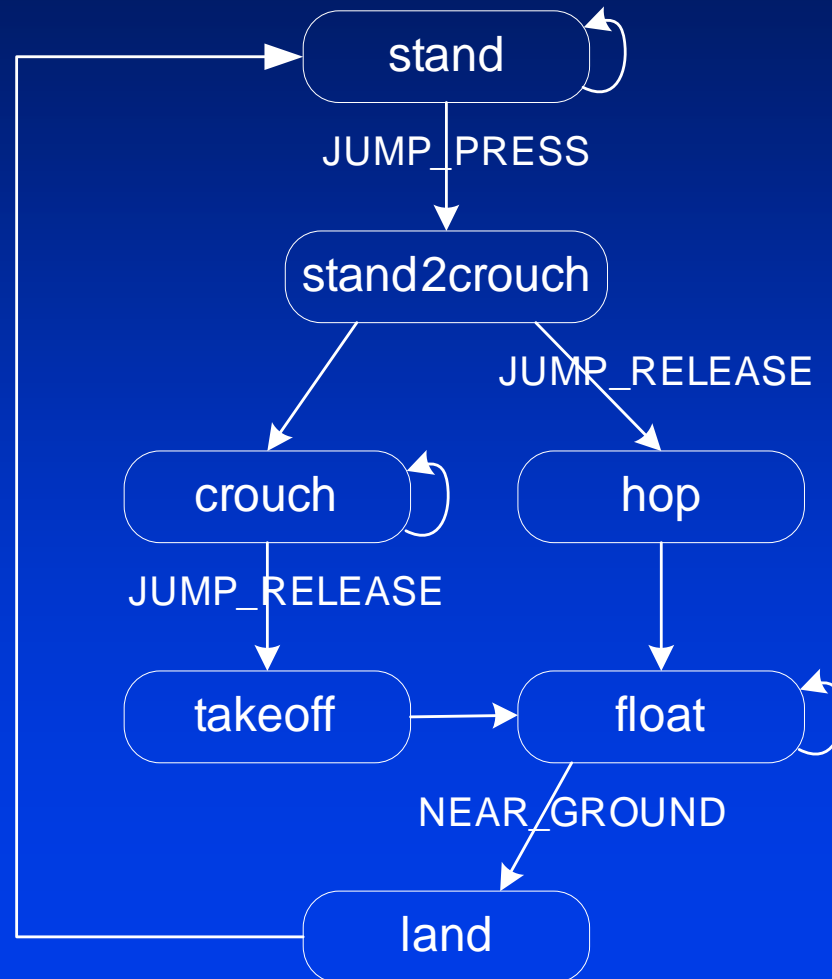 stand
JUMP_PRESS
stand2crouch
JUMP_RELEASE
crouch
hop
JUMP_RELEASE
takeoff
float
NEAR_GROUND
land